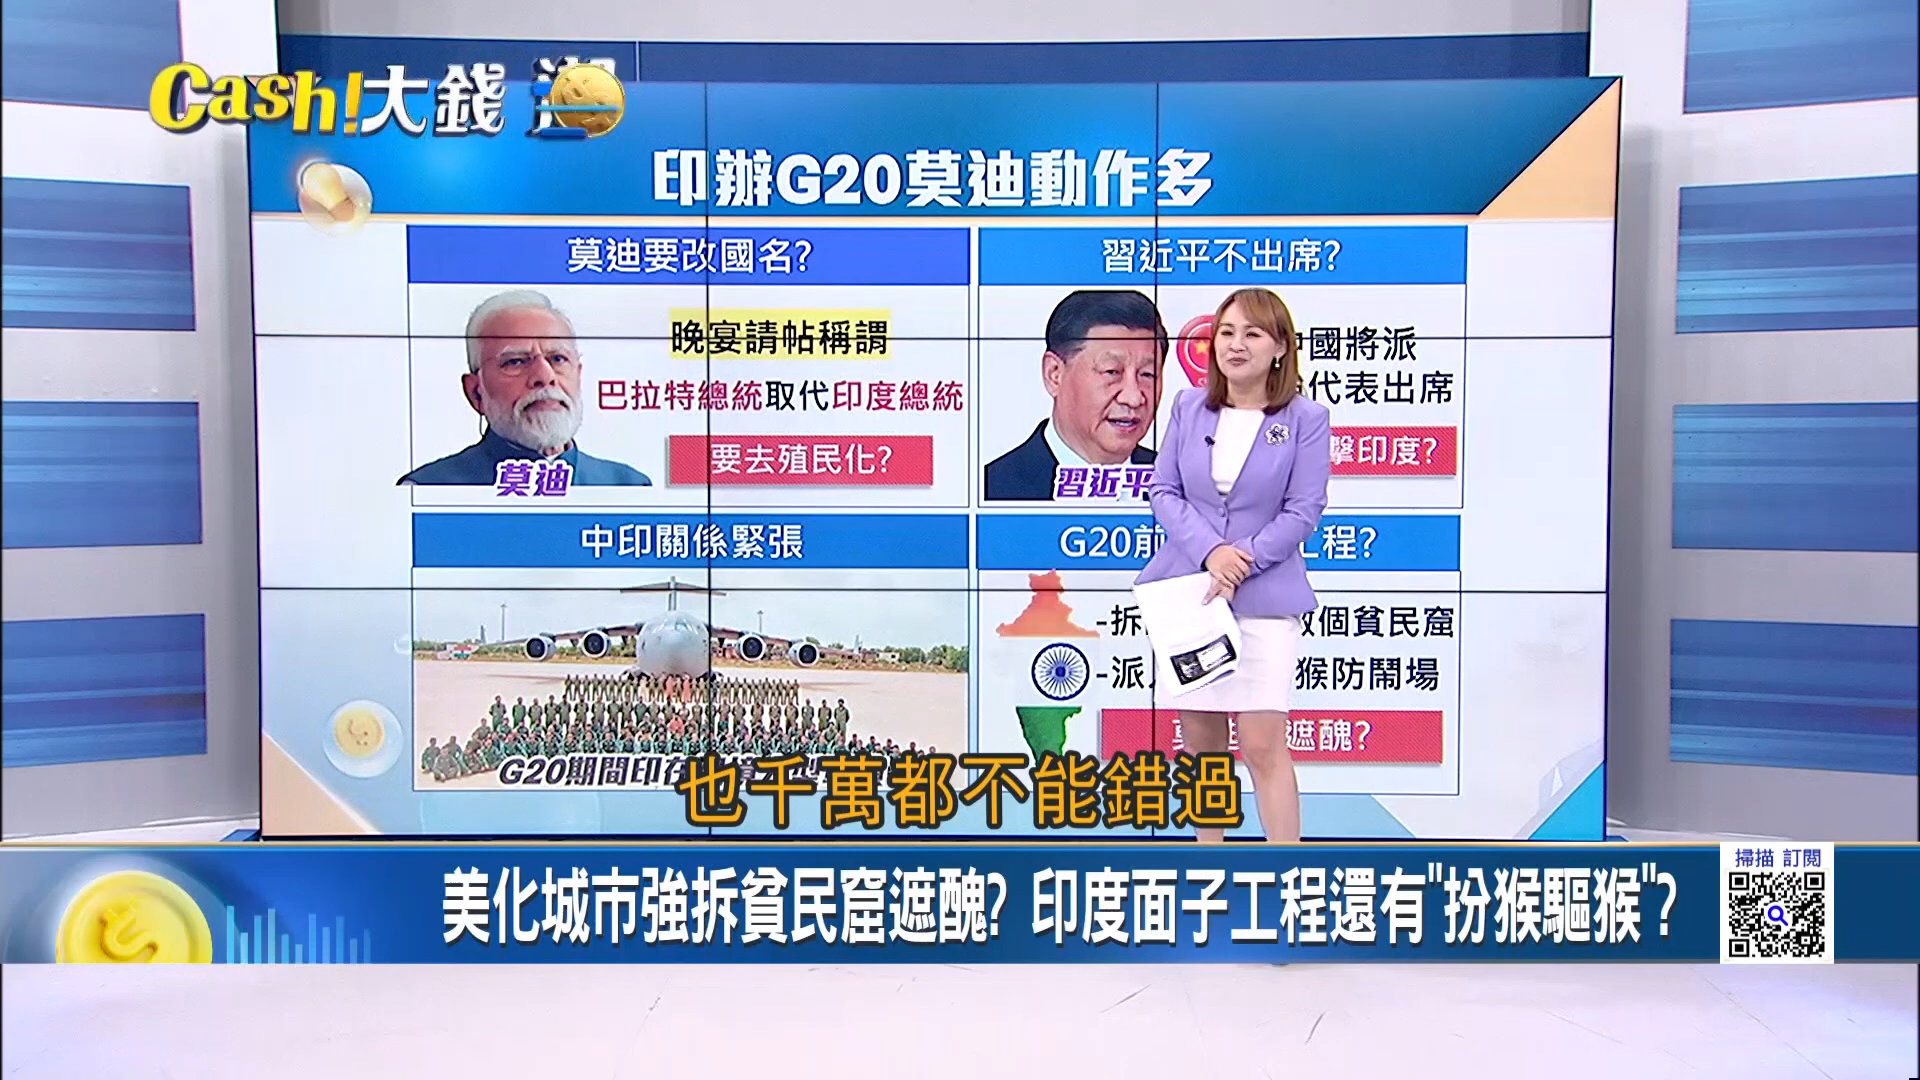 Cash!大錢潮
印辦G20莫迪動作多
莫迪要改國名?
晚宴請帖稱謂
巴拉特總統取代印度總統
要去殖民化?
莫迪
習近平不出席?
中國將派
代表出席
擊印度?
習近平
中印關係緊張
G20期間印在
G20前
工程?
-拆
個貧民窟
-派
猴防鬧場
遮醜?
也千萬都不能錯過
美化城市強拆貧民窟遮醜? 印度面子工程還有"扮猴驅猴"?
掃描 訂閱